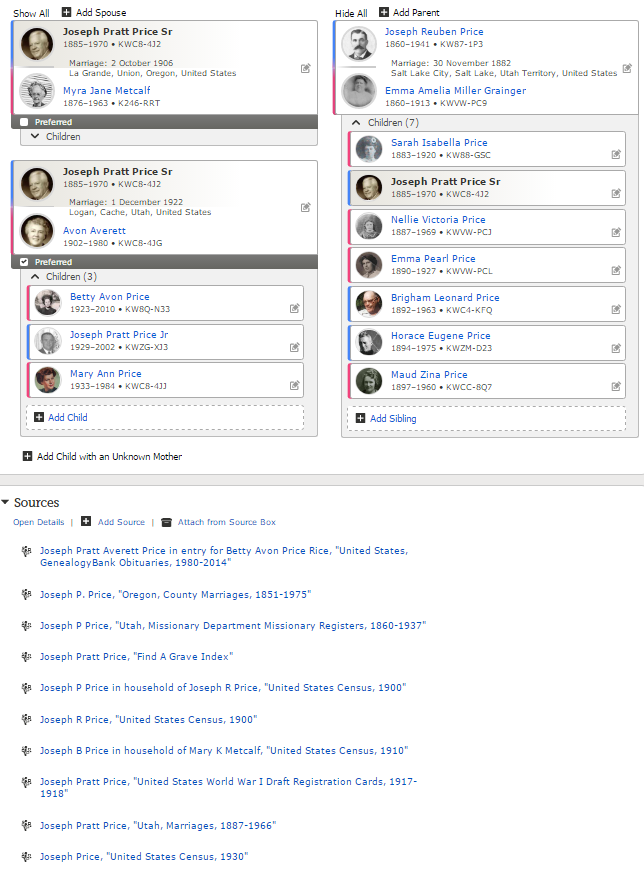 Show All
Add Spouse
Joseph Pratt Price Sr
1885–1970 • KWC8-4J2
Marriage: 2 October 1906
La Grande, Union, Oregon, United States
Myra Jane Metcalf
1876–1963 • K246-RRT
Preferred
Children
Joseph Pratt Price Sr
1885–1970 • KWC8-4J2
Marriage: 1 December 1922
Logan, Cache, Utah, United States
Avon Averett
1902–1980 • KWC8-4JG
Preferred
Children (3)
Betty Avon Price
1923–2010 • KW8Q-N33
Joseph Pratt Price Jr
1929–2002 • KWZG-XJ3
Mary Ann Price
1933–1984 • KWC8-4JJ
Add Child
Add Child with an Unknown Mother
Hide All
Add Parent
Joseph Reuben Price
1860–1941 • KW87-1P3
Marriage: 30 November 1882
Salt Lake City, Salt Lake, Utah Territory, United States
Emma Amelia Miller Grainger
1860–1913 • KWVW-PC9
Children (7)
Sarah Isabella Price
1883–1920 • KW88-GSC
Joseph Pratt Price Sr
1885–1970 • KWC8-4J2
Nellie Victoria Price
1887–1969 • KWVW-PCJ
Emma Pearl Price
1890–1927 • KWVW-PCL
Brigham Leonard Price
1892–1963 • KWC4-KFQ
Horace Eugene Price
1894–1975 • KWZM-D23
Maud Zina Price
1897–1960 • KWCC-8Q7
Add Sibling
Sources
Open Details | Add Source | Attach from Source Box
Joseph Pratt Averett Price in entry for Betty Avon Price Rice, "United States,
GenealogyBank Obituaries, 1980-2014"
Joseph P. Price, "Oregon, County Marriages, 1851-1975"
Joseph P Price, "Utah, Missionary Department Missionary Registers, 1860-1937"
Joseph Pratt Price, "Find A Grave Index"
Joseph P Price in household of Joseph R Price, "United States Census, 1900"
Joseph R Price, "United States Census, 1900"
Joseph B Price in household of Mary K Metcalf, "United States Census, 1910"
Joseph Pratt Price, "United States World War I Draft Registration Cards, 1917-
1918"
Joseph Pratt Price, "Utah, Marriages, 1887-1966"
Joseph Price, "United States Census, 1930"